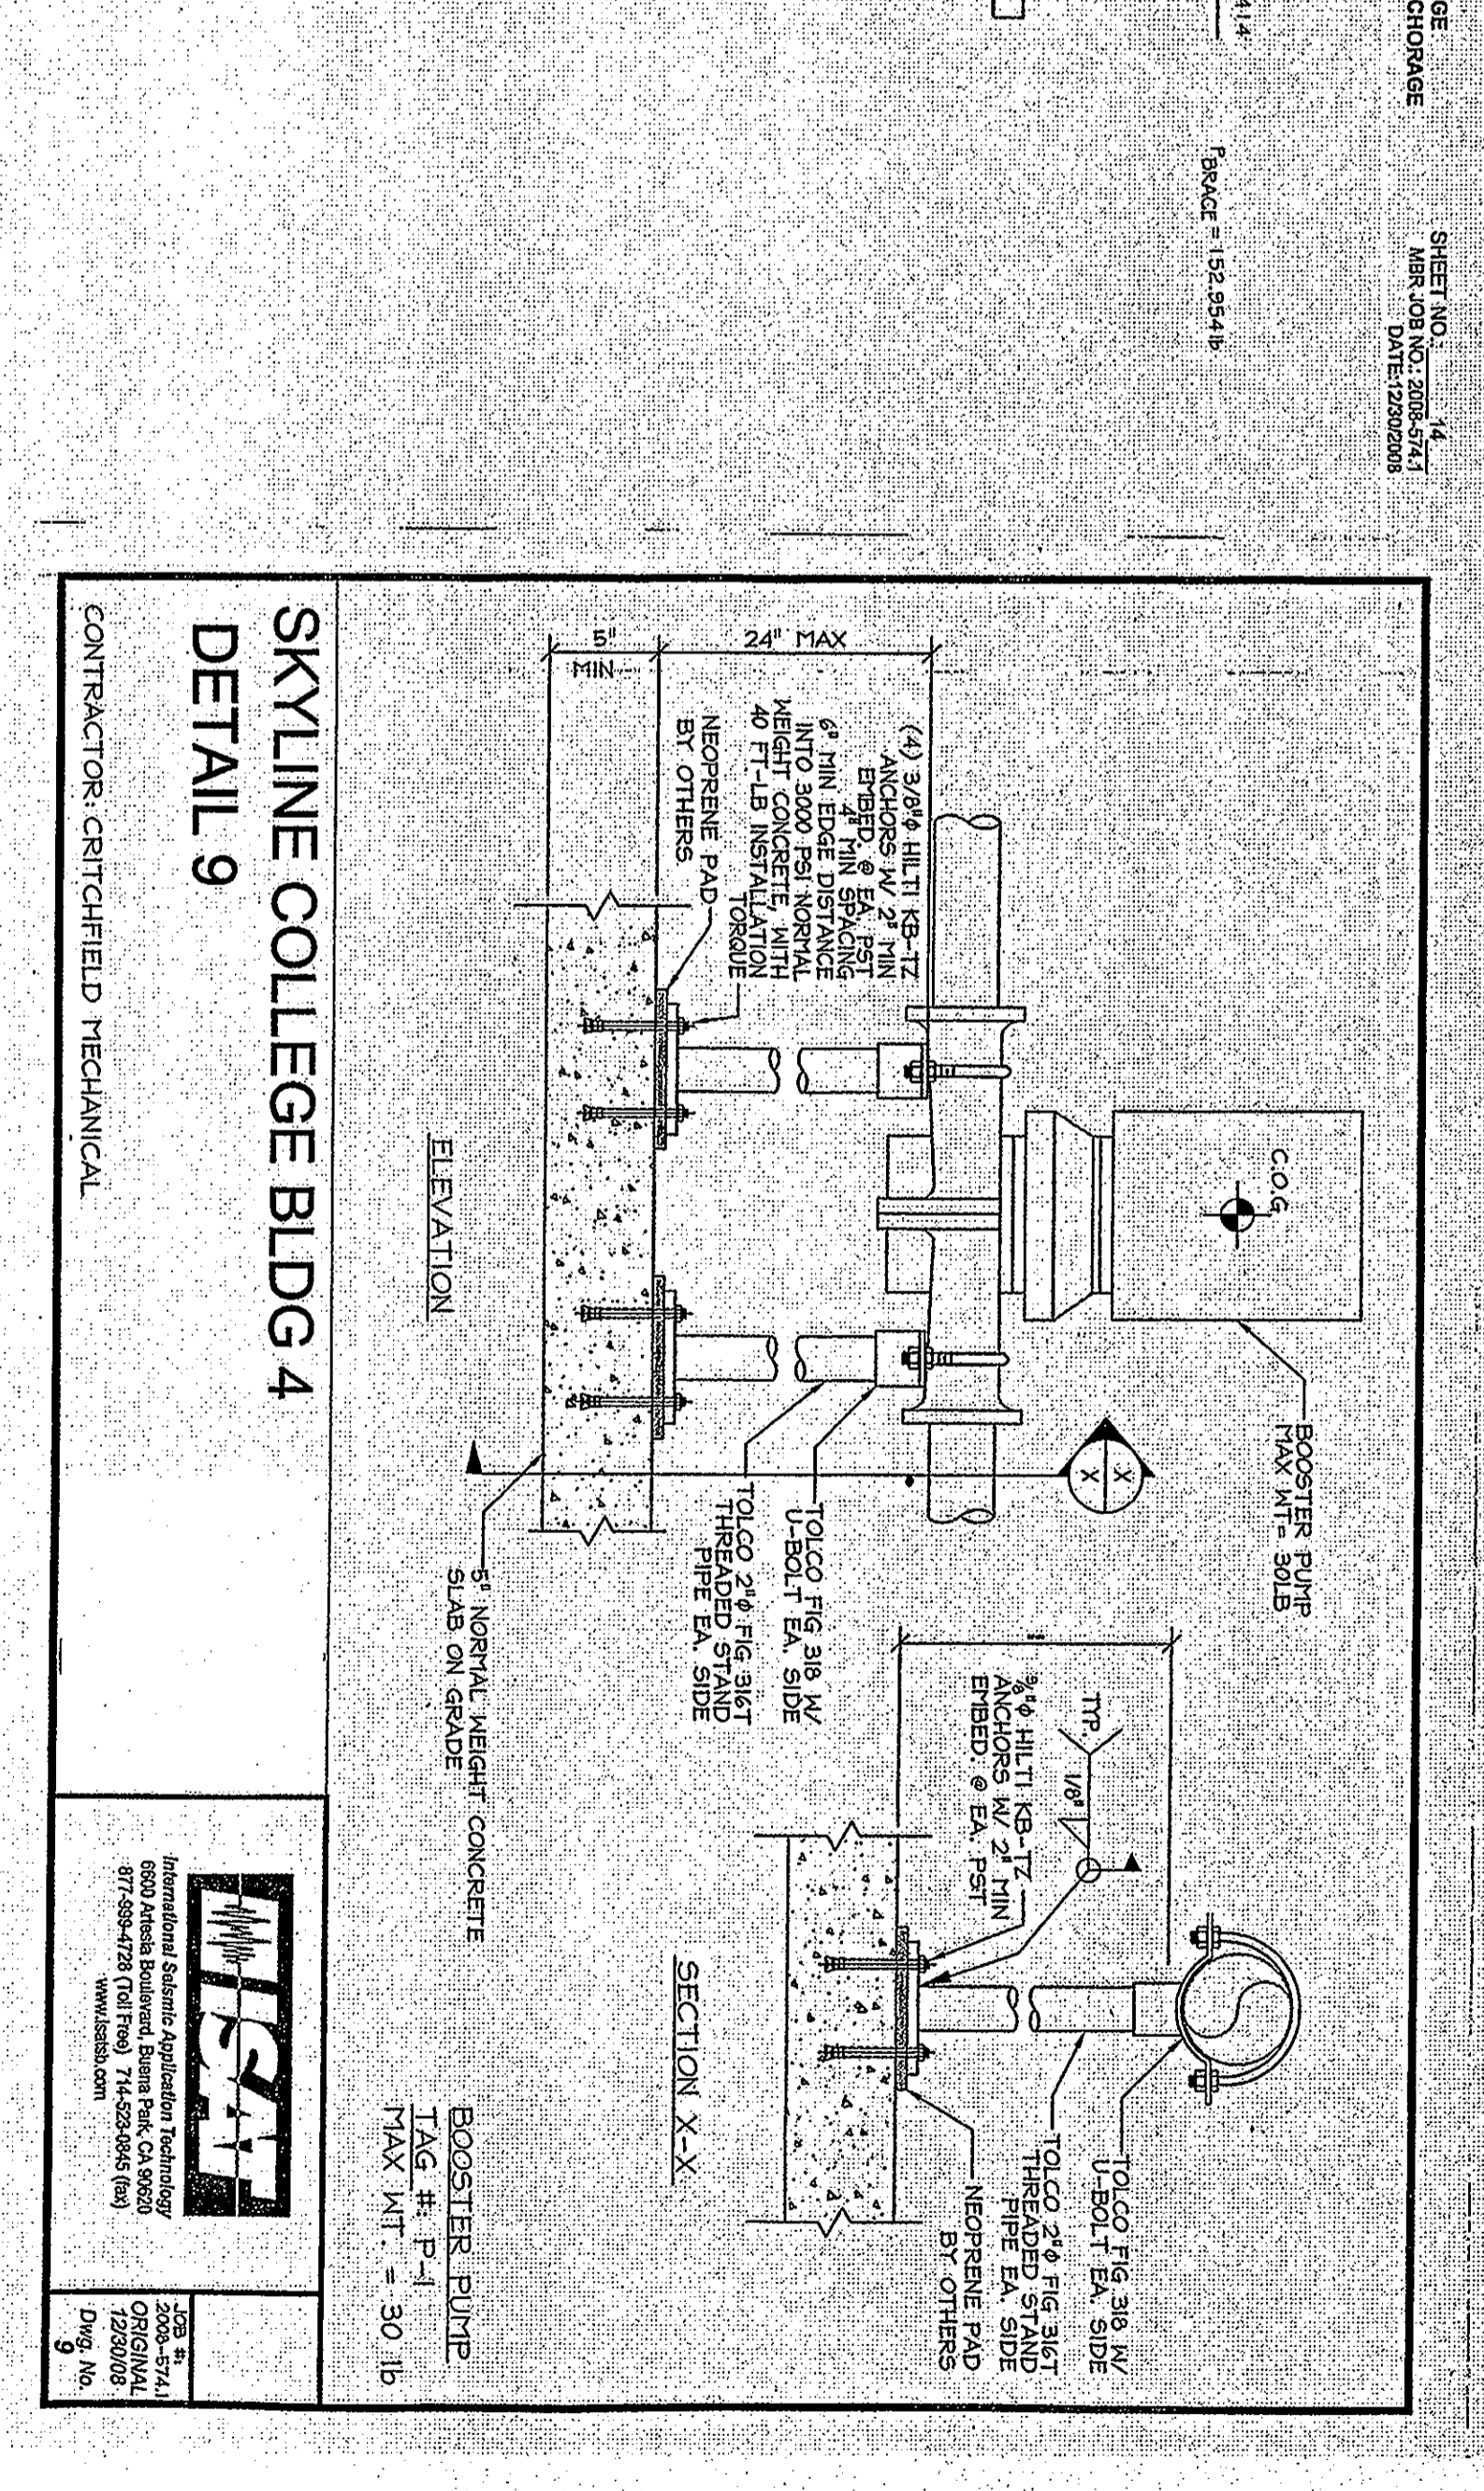 GE
CHORAGE
SHEET NO.: 14
MBR JOB NO.: 2008-574.1
DATE:12/30/2008
414
PBRACE = 152.954 lb
BOOSTER PUMP
MAX WT= 30LB
C.O.G
X
X
24" MAX
5"
MIN
(4) 3/8"ϕ HILTI KB-TZ
ANCHORS W/ 2" MIN
EMBED. @ EA. PST
4" MIN SPACING
6" MIN EDGE DISTANCE
INTO 3000 PSI NORMAL
WEIGHT CONCRETE, WITH
40 FT-LB INSTALLATION
TORQUE
NEOPRENE PAD
BY OTHERS
TOLCO FIG 318 W/
U-BOLT EA. SIDE
TOLCO 2"ϕ FIG 316T
THREADED STAND
PIPE EA. SIDE
5" NORMAL WEIGHT CONCRETE
SLAB ON GRADE
ELEVATION
TYP.
1/8"
3/8"ϕ HILTI KB-TZ
ANCHORS W/ 2" MIN
EMBED. @ EA. PST
TOLCO FIG 318 W/
U-BOLT EA. SIDE
TOLCO 2"ϕ FIG 316T
THREADED STAND
PIPE EA. SIDE
NEOPRENE PAD
BY OTHERS
SECTION X-X
BOOSTER PUMP
TAG #: P-1
MAX WT. = 30 lb
SKYLINE COLLEGE BLDG 4
DETAIL 9
CONTRACTOR: CRITCHFIELD MECHANICAL
International Seismic Application Technology
6600 Artesia Boulevard, Buena Park, CA 90620
877-999-4728 (Toll Free) 714-523-0845 (fax)
www.isatsb.com
JOB #:
2008-574.1
ORIGINAL
12/30/08
Dwg. No.
9